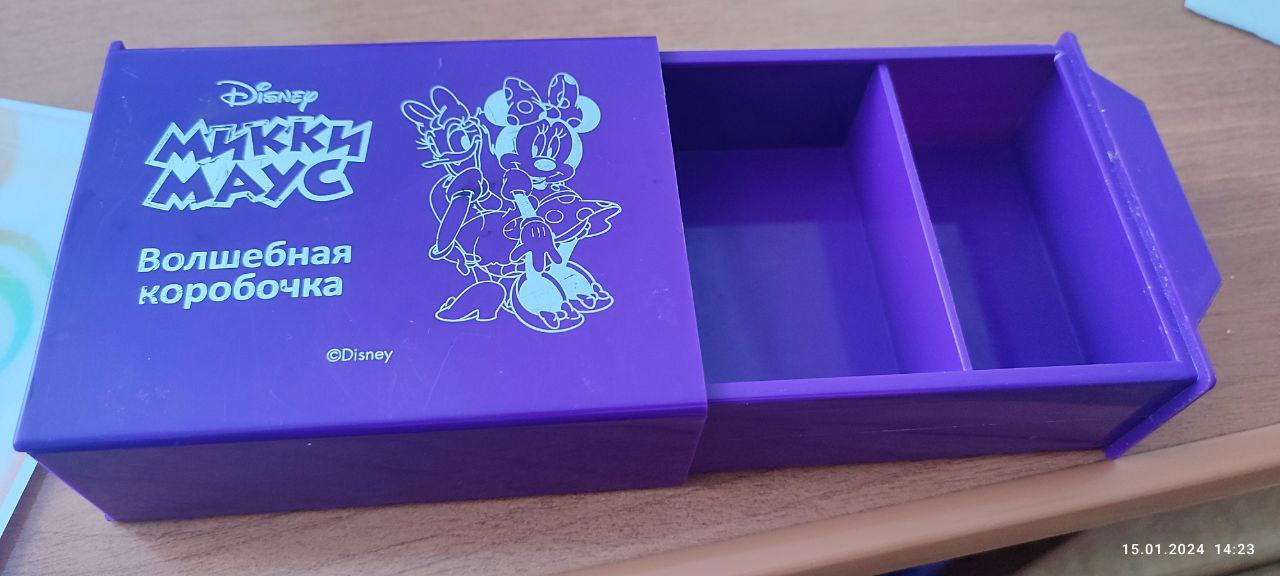 Disney
МИККИ
МАУС
Волшебная
коробочка
©Disney
15.01.2024 14:23